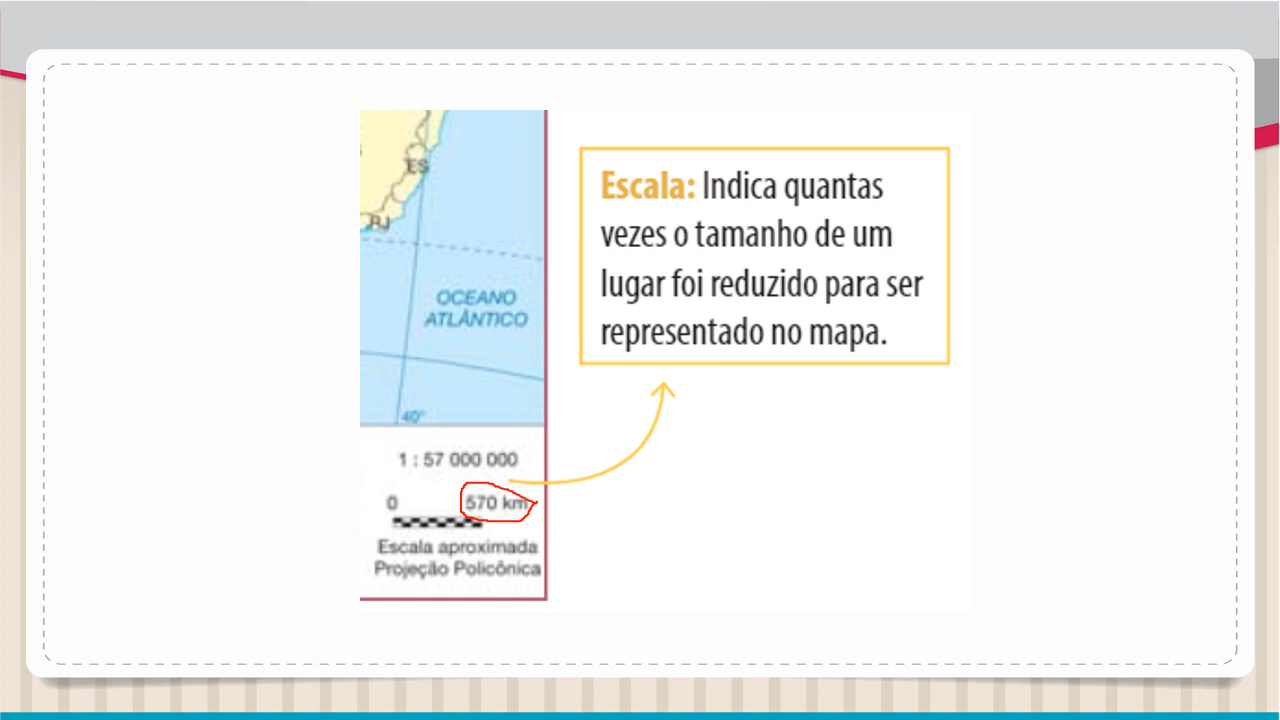 ES
RJ
OCEANO
ATLÂNTICO
40°
1 : 57 000 000
0 570 km
Escala aproximada
Projeção Policônica
Escala: Indica quantas
vezes o tamanho de um
lugar foi reduzido para ser
representado no mapa.